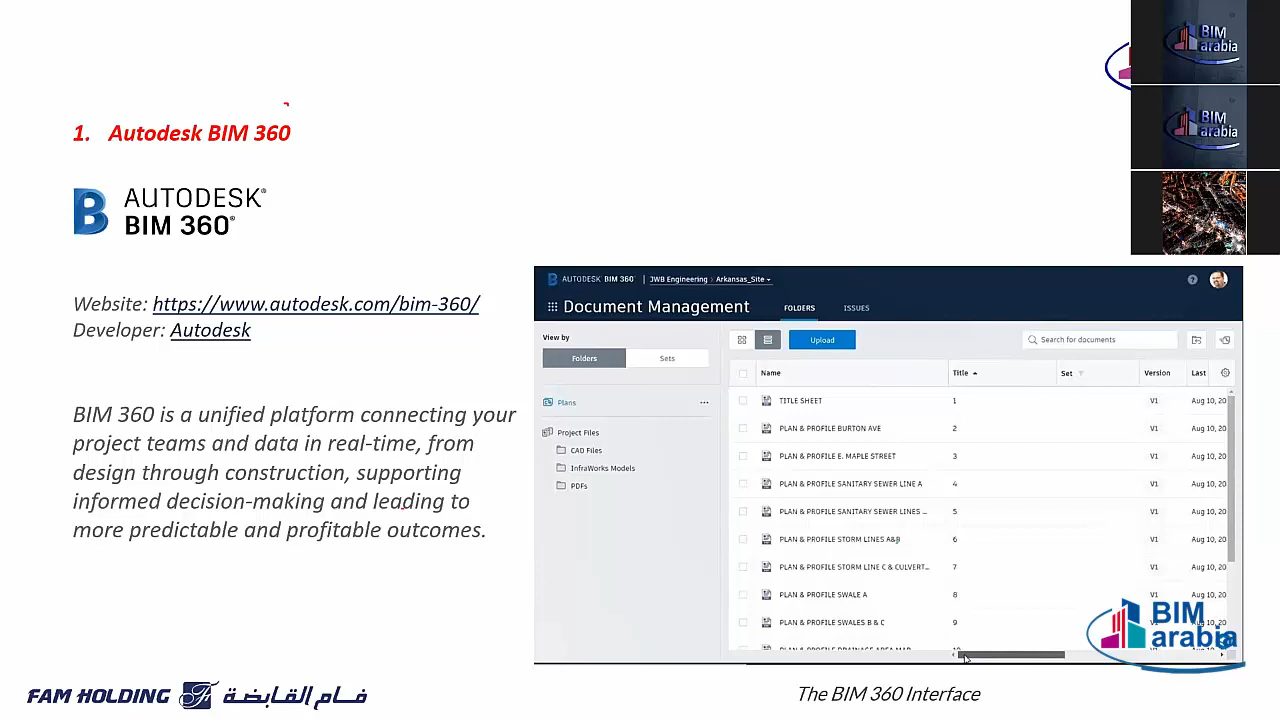 BIM
arabia
BIM
arabia
1. Autodesk BIM 360
AUTODESK®
BIM 360®
Website: https://www.autodesk.com/bim-360/
Developer: Autodesk
BIM 360 is a unified platform connecting your
project teams and data in real-time, from
design through construction, supporting
informed decision-making and leading to
more predictable and profitable outcomes.
AUTODESK BIM 360 | JWB Engineering > Arkansas_Site
Document Management FOLDERS ISSUES
View by
Folders Sets
Plans
Project Files
CAD Files
InfraWorks Models
PDFs
Upload Search for documents
Name Title Set Version Last
TITLE SHEET 1 V1 Aug 10, 20
PLAN & PROFILE BURTON AVE 2 V1 Aug 10, 20
PLAN & PROFILE E. MAPLE STREET 3 V1 Aug 10, 20
PLAN & PROFILE SANITARY SEWER LINE A 4 V1 Aug 10, 20
PLAN & PROFILE SANITARY SEWER LINES ... 5 V1 Aug 10, 20
PLAN & PROFILE STORM LINES A&B 6 V1 Aug 10, 20
PLAN & PROFILE STORM LINE C & CULVERT... 7 V1 Aug 10, 20
PLAN & PROFILE SWALE A 8 V1 Aug 10, 20
PLAN & PROFILE SWALES B & C 9 V1
BIM
arabia
FAM HOLDING فام القابضة
The BIM 360 Interface